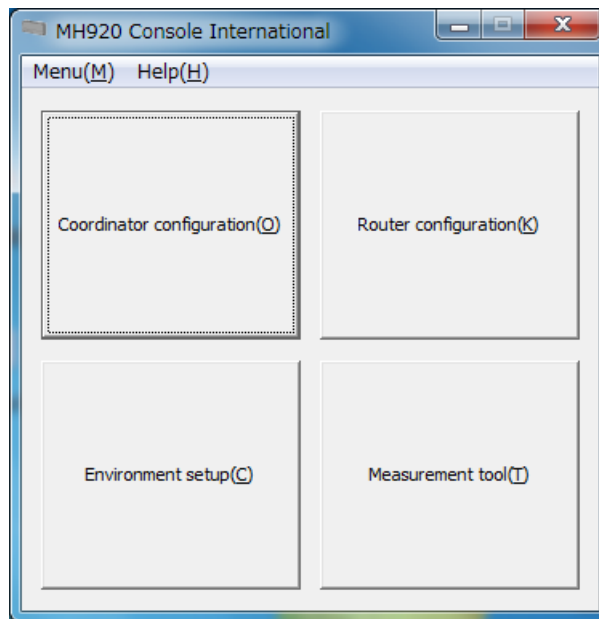 MH920 Console International
Menu(M) Help(H)
Coordinator configuration(O) Router configuration(K)
Environment setup(C) Measurement tool(T)